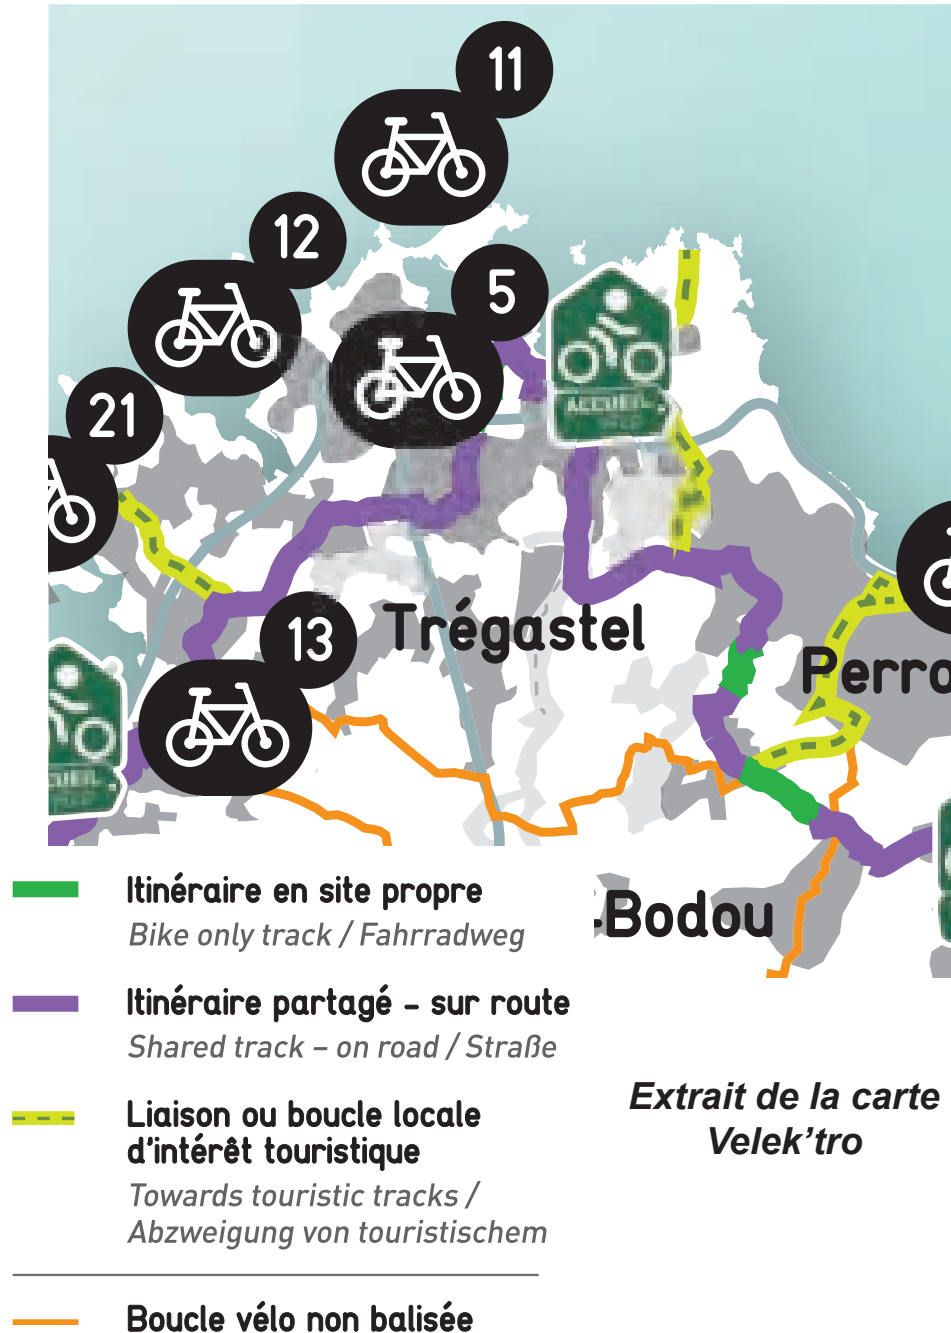 11
12
5
ACCUEIL
21
13
Trégastel
Perro
CUEIL
Bodou
Itinéraire en site propre
Bike only track / Fahrradweg
Itinéraire partagé - sur route
Shared track – on road / Straße
Extrait de la carte
Velek’tro
Liaison ou boucle locale
d'intérêt touristique
Towards touristic tracks /
Abzweigung von touristischem
Boucle vélo non balisée